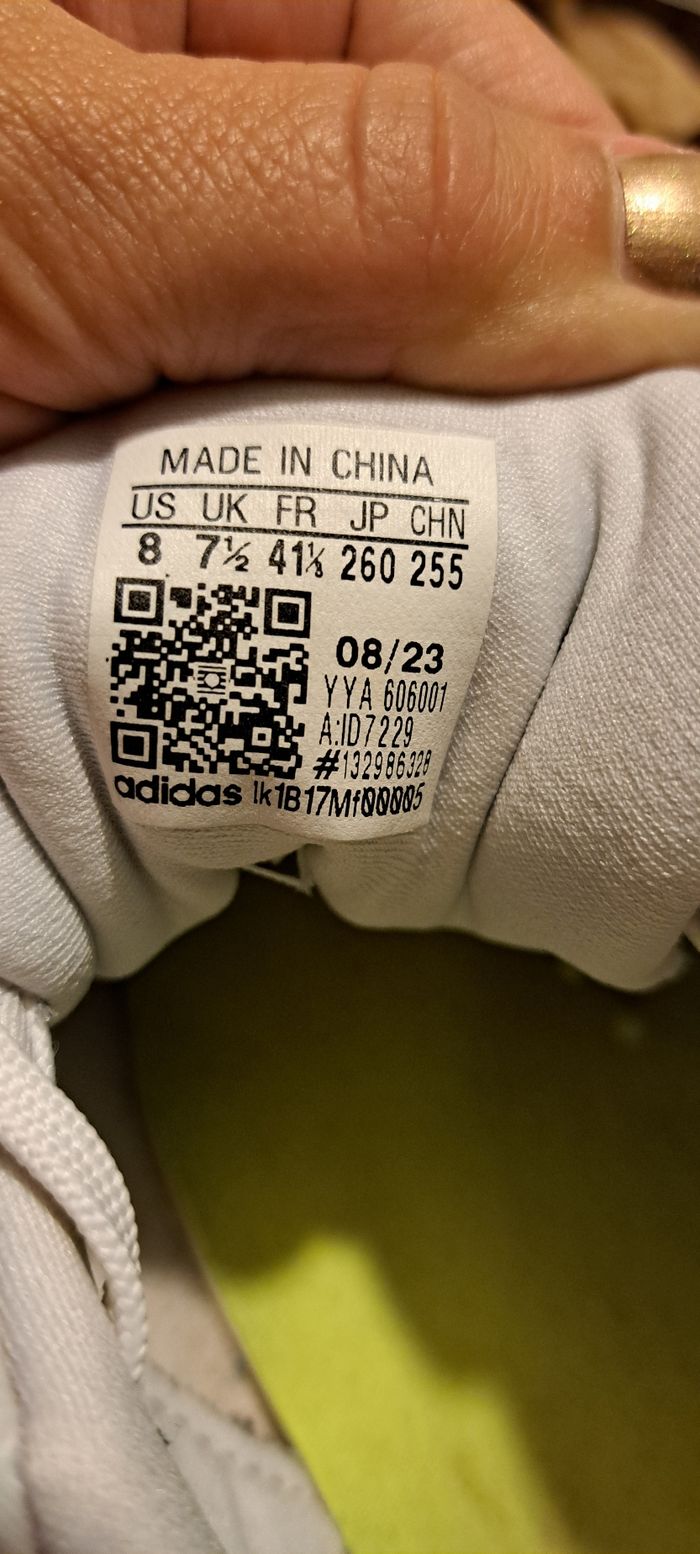 MADE IN CHINA
US UK FR JP CHN
8 7½ 41⅓ 260 255
08/23
YYA 606001
A:ID7229
#132986328
adidas Ik1B17Mf00005